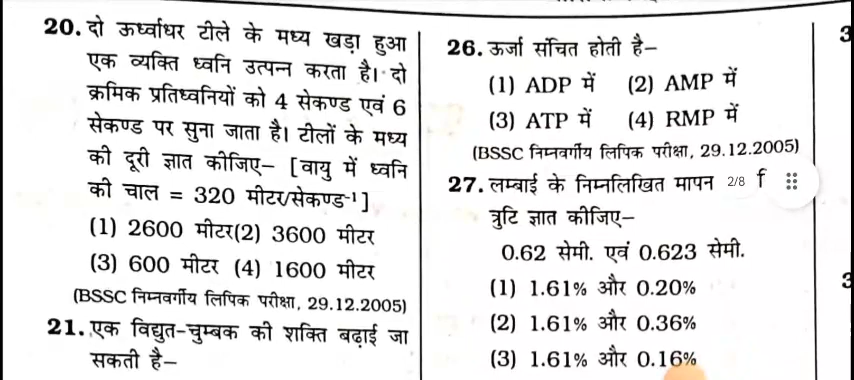 20. दो ऊर्ध्वाधर टीले के मध्य खड़ा हुआ
एक व्यक्ति ध्वनि उत्पन्न करता है। दो
क्रमिक प्रतिध्वनियों को 4 सेकण्ड एवं 6
सेकण्ड पर सुना जाता है। टीलों के मध्य
की दूरी ज्ञात कीजिए– [वायु में ध्वनि
की चाल = 320 मीटर/सेकण्ड⁻¹]
(1) 2600 मीटर(2) 3600 मीटर
(3) 600 मीटर (4) 1600 मीटर
(BSSC निम्नवर्गीय लिपिक परीक्षा, 29.12.2005)
21. एक विद्युत-चुम्बक की शक्ति बढ़ाई जा
सकती है–
26. ऊर्जा संचित होती है–
(1) ADP में (2) AMP में
(3) ATP में (4) RMP में
(BSSC निम्नवर्गीय लिपिक परीक्षा, 29.12.2005)
27. लम्बाई के निम्नलिखित मापन 2/8
त्रुटि ज्ञात कीजिए–
0.62 सेमी. एवं 0.623 सेमी.
(1) 1.61% और 0.20%
(2) 1.61% और 0.36%
(3) 1.61% और 0.16%
3
3